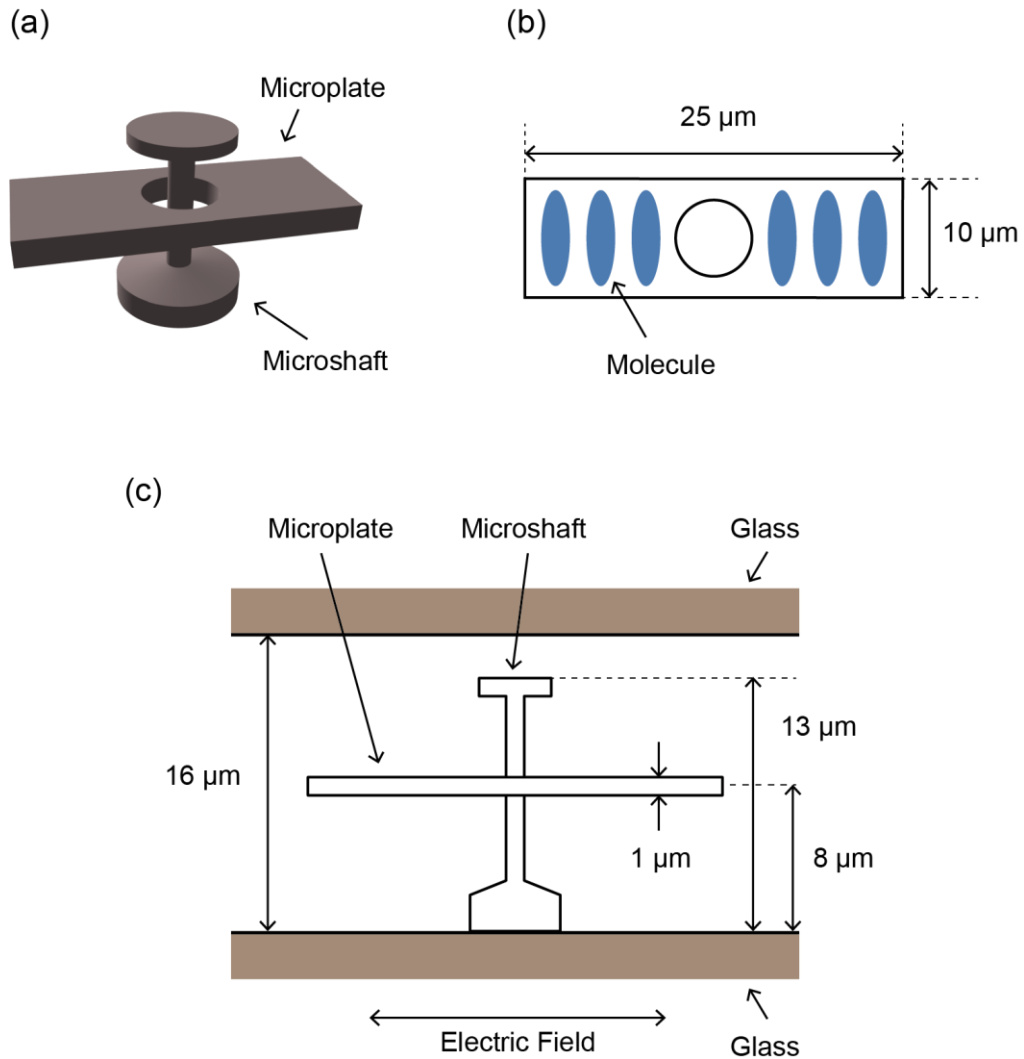 (a)
Microplate
Microshaft
(b)
25 μm
10 μm
Molecule
(c)
Microplate
Microshaft
Glass
16 μm
13 μm
1 μm
8 μm
Electric Field
Glass